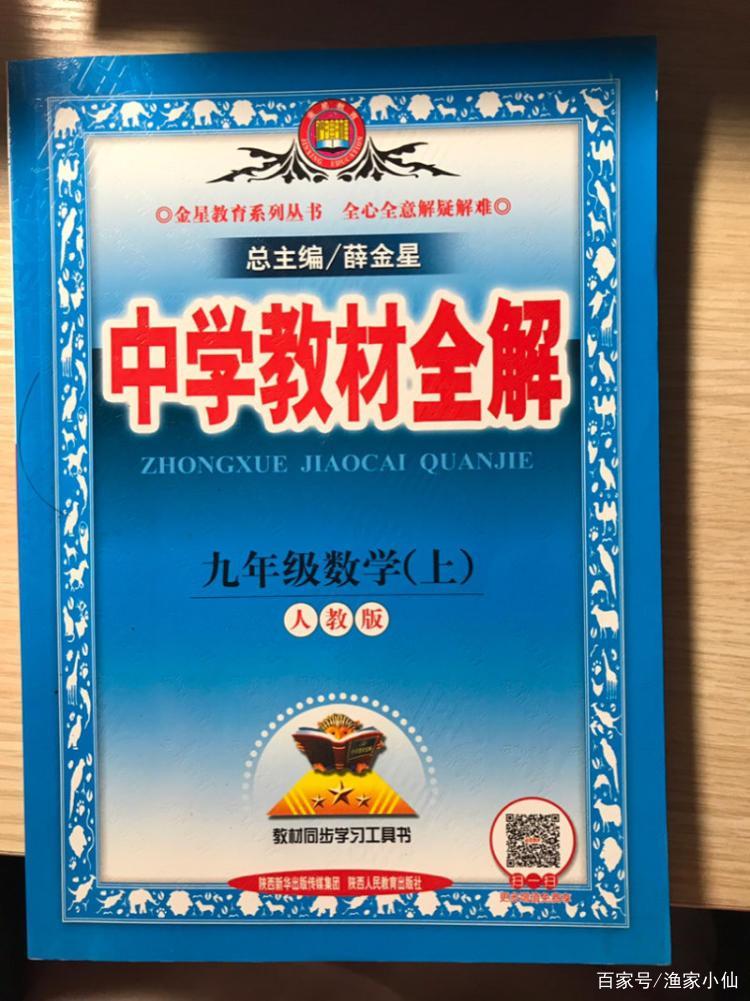 ◎金星教育系列丛书 全心全意解疑解难◎
总主编/薛金星
中学教材全解
ZHONGXUE JIAOCAI QUANJIE
九年级数学(上)
人教版
教材同步学习工具书
扫一扫
陕西新华出版传媒集团 陕西人民教育出版社
百家号/渔家小仙